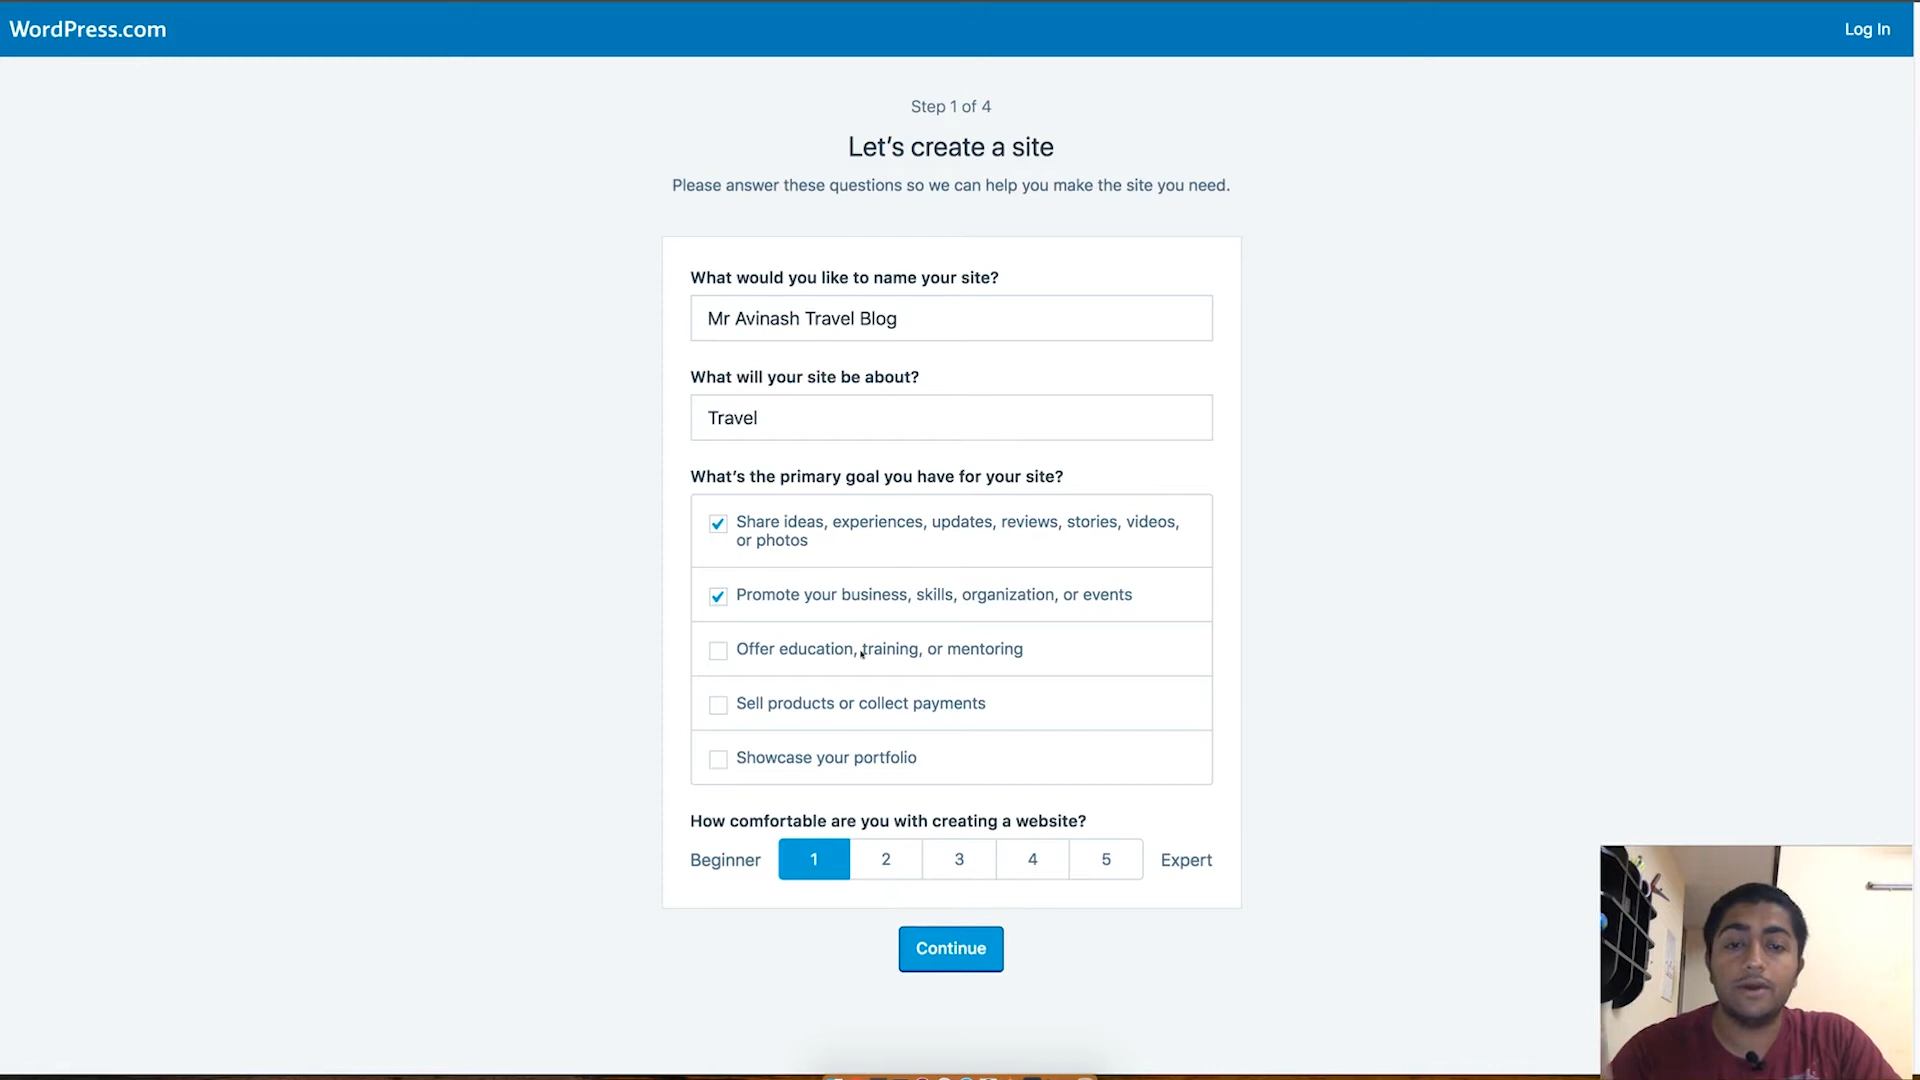 WordPress.com
Log In
Step 1 of 4
Let's create a site
Please answer these questions so we can help you make the site you need.
What would you like to name your site?
Mr Avinash Travel Blog
What will your site be about?
Travel
What's the primary goal you have for your site?
Share ideas, experiences, updates, reviews, stories, videos,
or photos
Promote your business, skills, organization, or events
Offer education, training, or mentoring
Sell products or collect payments
Showcase your portfolio
How comfortable are you with creating a website?
Beginner 1 2 3 4 5 Expert
Continue